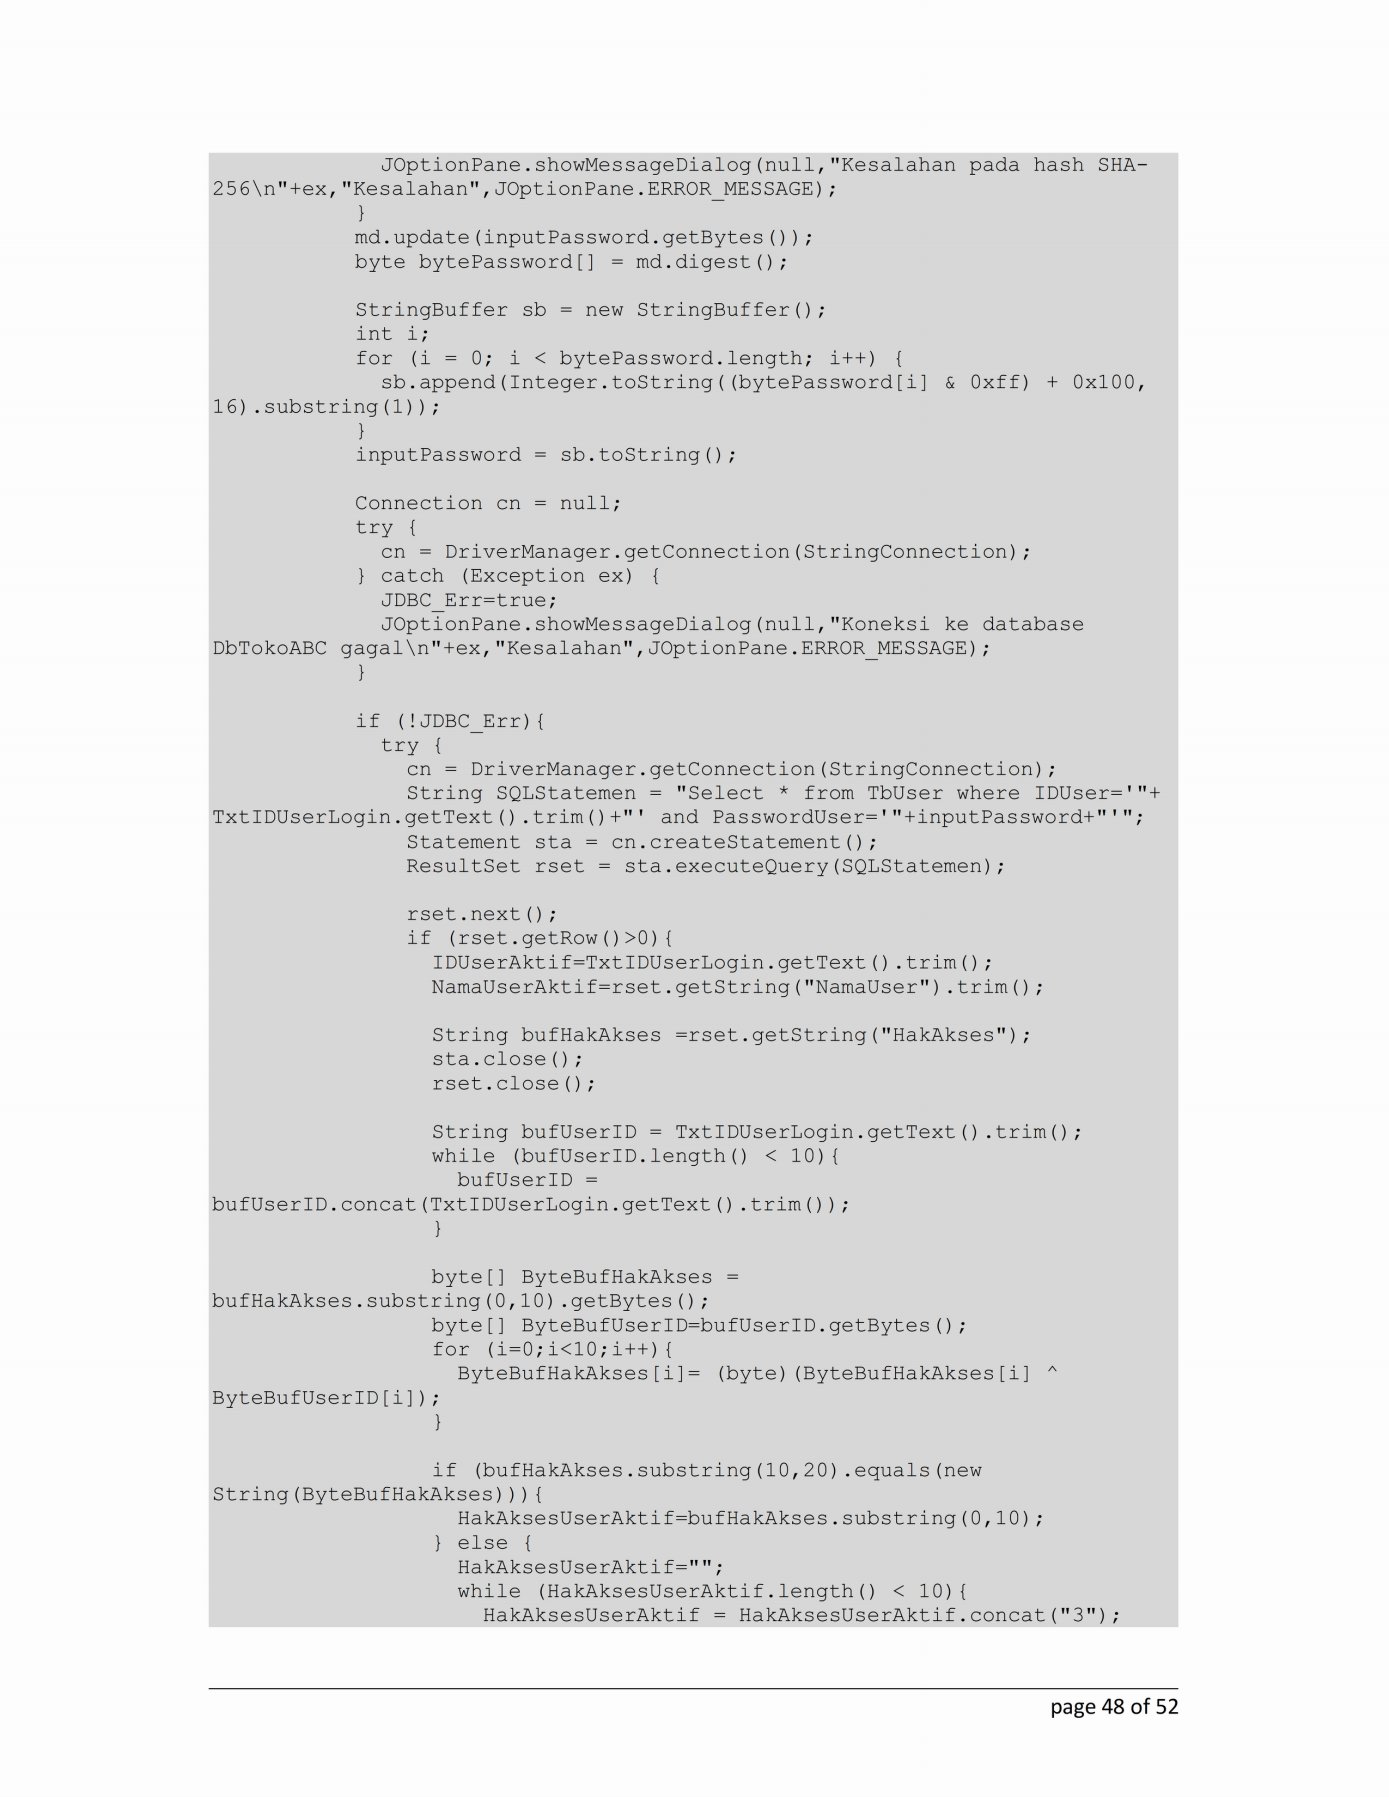 JOptionPane.showMessageDialog(null,"Kesalahan pada hash SHA-
256\n"+ex,"Kesalahan",JOptionPane.ERROR_MESSAGE);
}
md.update(inputPassword.getBytes());
byte bytePassword[] = md.digest();
StringBuffer sb = new StringBuffer();
int i;
for (i = 0; i < bytePassword.length; i++) {
sb.append(Integer.toString((bytePassword[i] & 0xff) + 0x100,
16).substring(1));
}
inputPassword = sb.toString();
Connection cn = null;
try {
cn = DriverManager.getConnection(StringConnection);
} catch (Exception ex) {
JDBC_Err=true;
JOptionPane.showMessageDialog(null,"Koneksi ke database
DbTokoABC gagal\n"+ex,"Kesalahan",JOptionPane.ERROR_MESSAGE);
}
if (!JDBC_Err){
try {
cn = DriverManager.getConnection(StringConnection);
String SQLStatemen = "Select * from TbUser where IDUser='"+
TxtIDUserLogin.getText().trim()+"' and PasswordUser='"+inputPassword+"'";
Statement sta = cn.createStatement();
ResultSet rset = sta.executeQuery(SQLStatemen);
rset.next();
if (rset.getRow()>0){
IDUserAktif=TxtIDUserLogin.getText().trim();
NamaUserAktif=rset.getString("NamaUser").trim();
String bufHakAkses =rset.getString("HakAkses");
sta.close();
rset.close();
String bufUserID = TxtIDUserLogin.getText().trim();
while (bufUserID.length() < 10){
bufUserID =
bufUserID.concat(TxtIDUserLogin.getText().trim());
}
byte[] ByteBufHakAkses =
bufHakAkses.substring(0,10).getBytes();
byte[] ByteBufUserID=bufUserID.getBytes();
for (i=0;i<10;i++){
ByteBufHakAkses[i]= (byte)(ByteBufHakAkses[i] ^
ByteBufUserID[i]);
}
if (bufHakAkses.substring(10,20).equals(new
String(ByteBufHakAkses))){
HakAksesUserAktif=bufHakAkses.substring(0,10);
} else {
HakAksesUserAktif="";
while (HakAksesUserAktif.length() < 10){
HakAksesUserAktif = HakAksesUserAktif.concat("3");
page 48 of 52